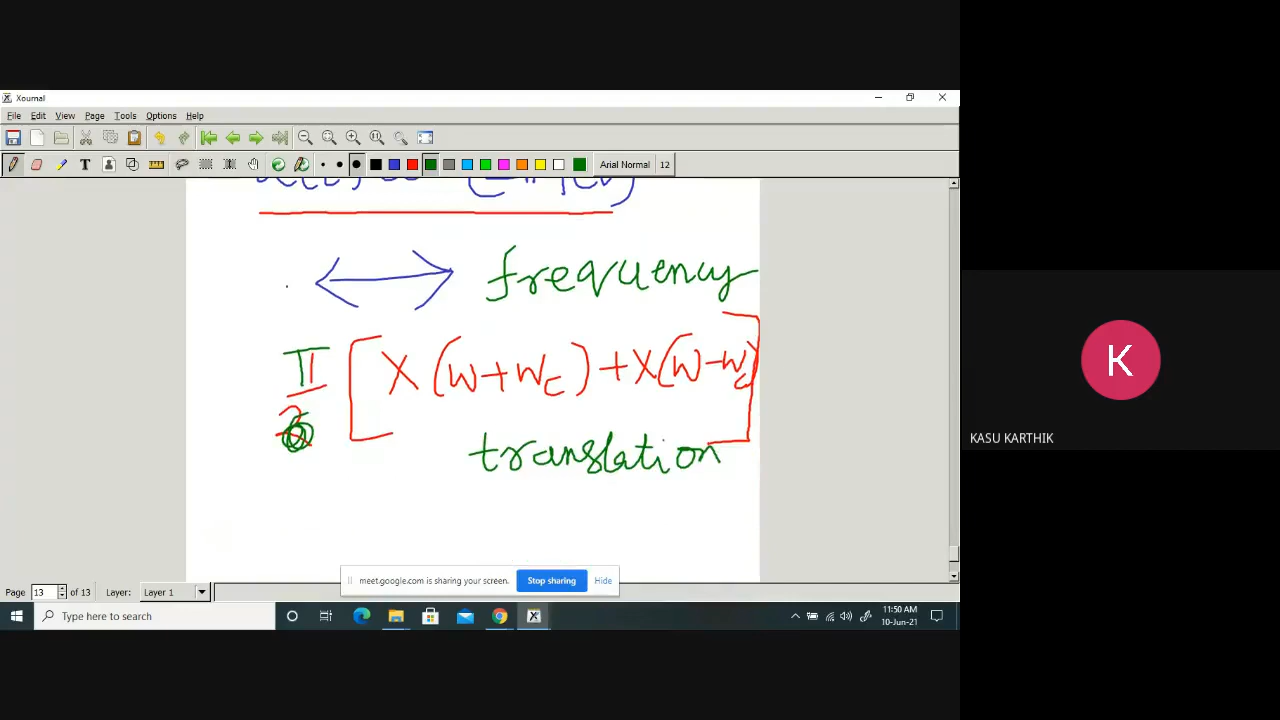 Xournal
File Edit View Page Tools Options Help
Arial Normal 12
frequency
π [X(w+wc)+X(w-wc)]
translation
meet.google.com is sharing your screen. Stop sharing Hide
Page 13 of 13 Layer: Layer 1
Type here to search
11:50 AM
10-Jun-21
K
KASU KARTHIK